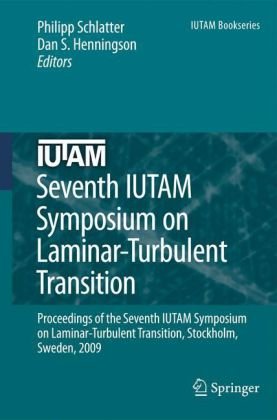 Philipp Schlatter
Dan S. Henningson
Editors
IUTAM Bookseries
IUTAM
Seventh IUTAM
Symposium on
Laminar-Turbulent
Transition
Proceedings of the Seventh IUTAM Symposium
on Laminar-Turbulent Transition, Stockholm,
Sweden, 2009
Springer